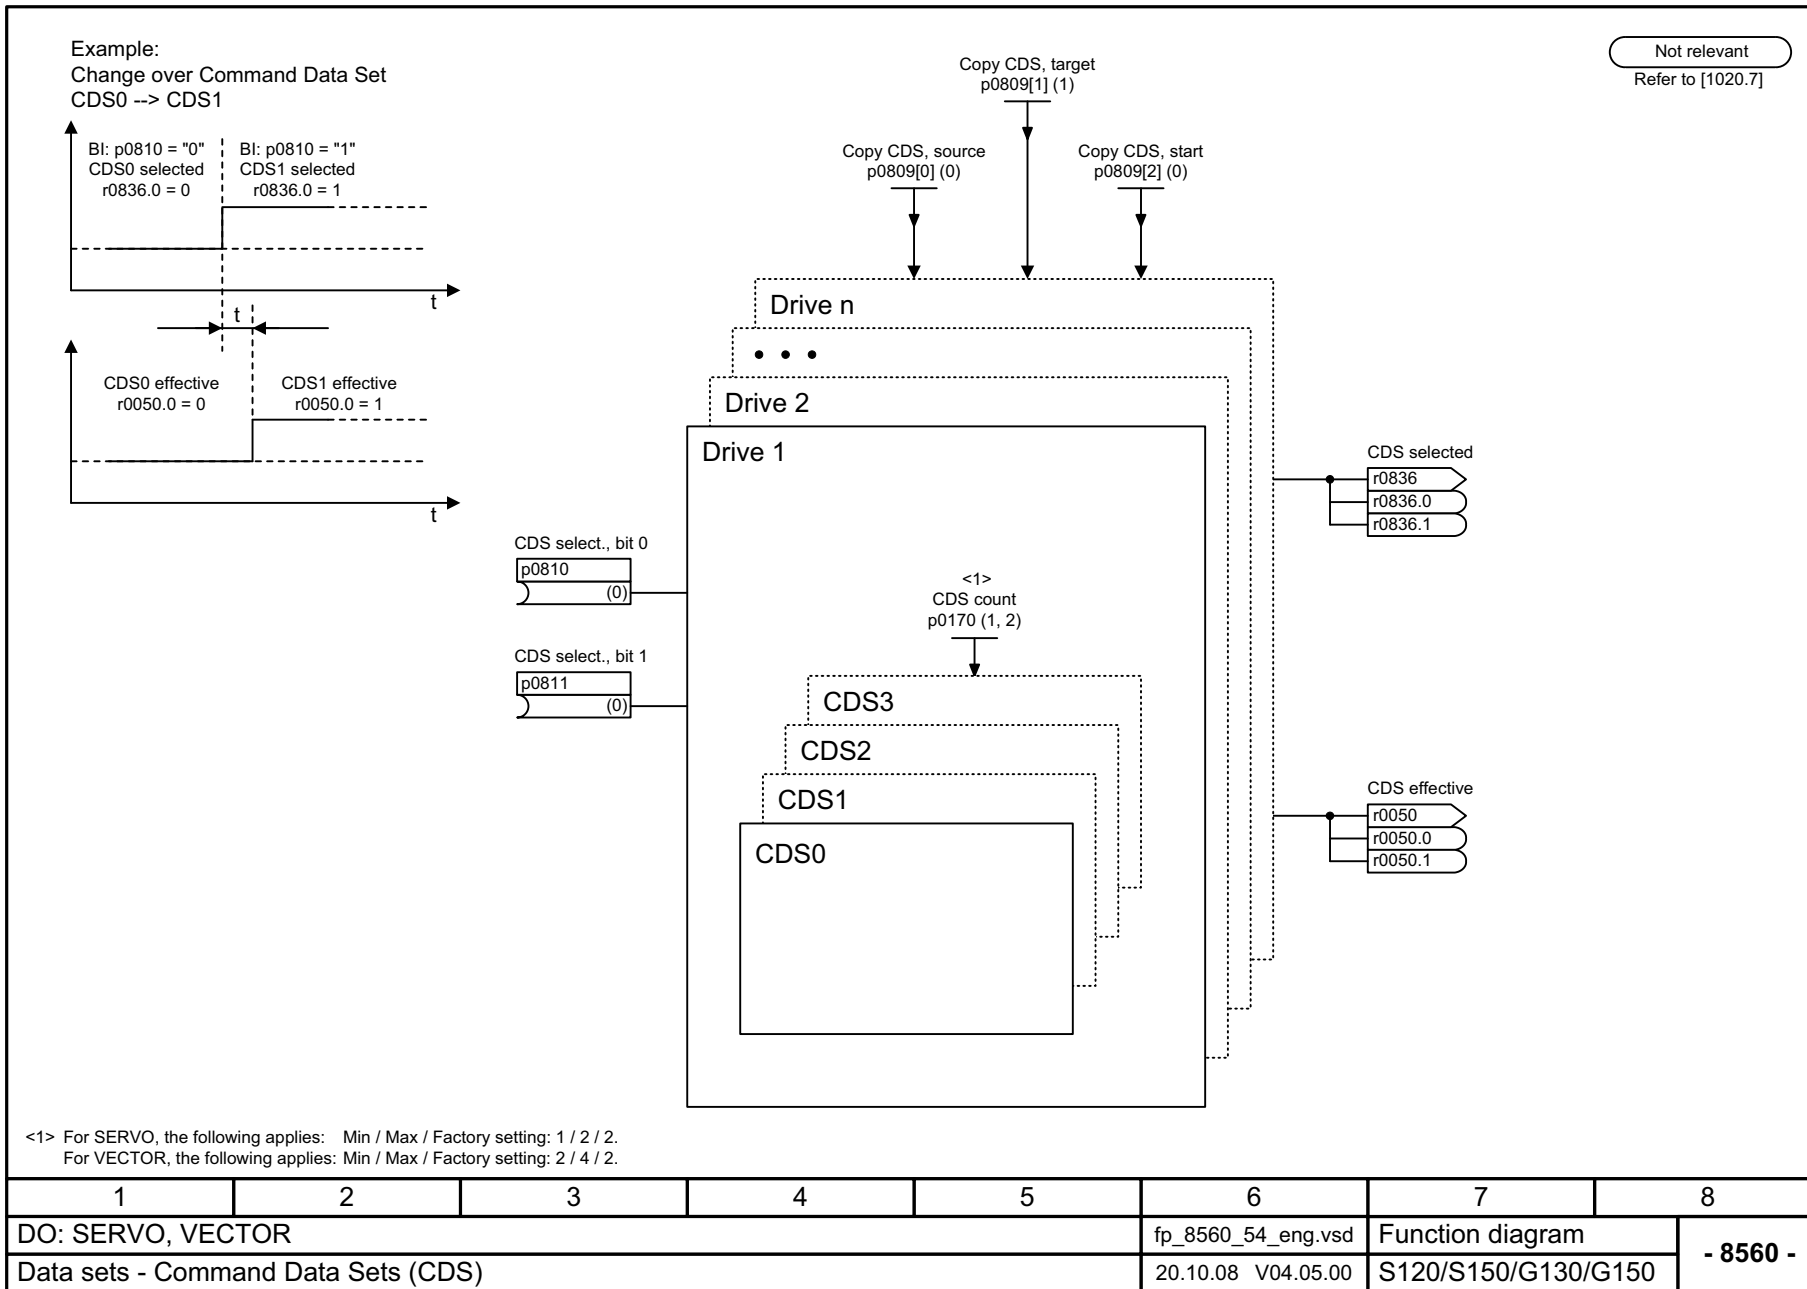 Example:
Change over Command Data Set
CDS0 --> CDS1
BI: p0810 = "0"
CDS0 selected
r0836.0 = 0
BI: p0810 = "1"
CDS1 selected
r0836.0 = 1
t
t
CDS0 effective
r0050.0 = 0
CDS1 effective
r0050.0 = 1
t
Copy CDS, target
p0809[1] (1)
Copy CDS, source
p0809[0] (0)
Copy CDS, start
p0809[2] (0)
Not relevant
Refer to [1020.7]
Drive n
• • •
Drive 2
Drive 1
CDS select., bit 0
p0810
(0)
CDS select., bit 1
p0811
(0)
<1>
CDS count
p0170 (1, 2)
CDS3
CDS2
CDS1
CDS0
CDS selected
r0836
r0836.0
r0836.1
CDS effective
r0050
r0050.0
r0050.1
<1> For SERVO, the following applies: Min / Max / Factory setting: 1 / 2 / 2.
For VECTOR, the following applies: Min / Max / Factory setting: 2 / 4 / 2.
1 2 3 4 5 6 7 8
DO: SERVO, VECTOR
fp_8560_54_eng.vsd
Function diagram
- 8560 -
Data sets - Command Data Sets (CDS)
20.10.08 V04.05.00
S120/S150/G130/G150